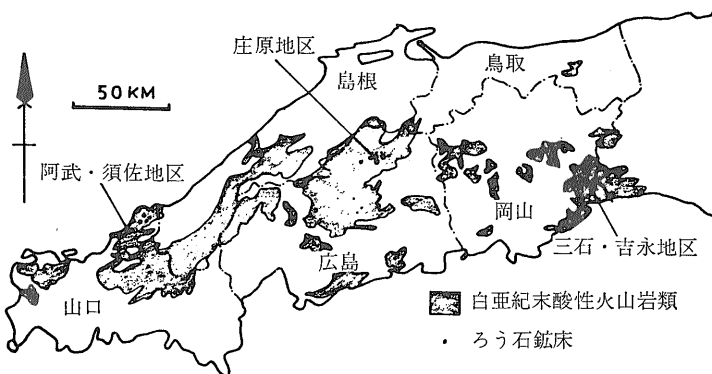 庄原地区
鳥取
島根
50 KM
阿武・須佐地区
岡山
三石・吉永地区
広島
山口
白亜紀末酸性火山岩類
ろう石鉱床